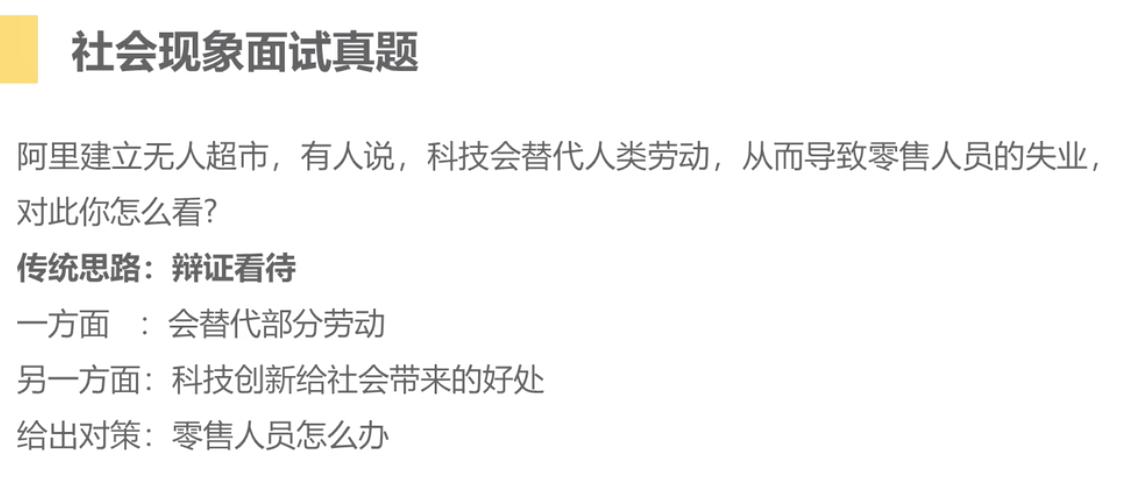 社会现象面试真题
阿里建立无人超市，有人说，科技会替代人类劳动，从而导致零售人员的失业，
对此你怎么看?
传统思路：辩证看待
一方面 ：会替代部分劳动
另一方面：科技创新给社会带来的好处
给出对策：零售人员怎么办